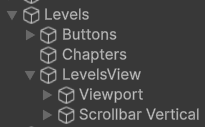 Levels
Buttons
Chapters
LevelsView
Viewport
Scrollbar Vertical